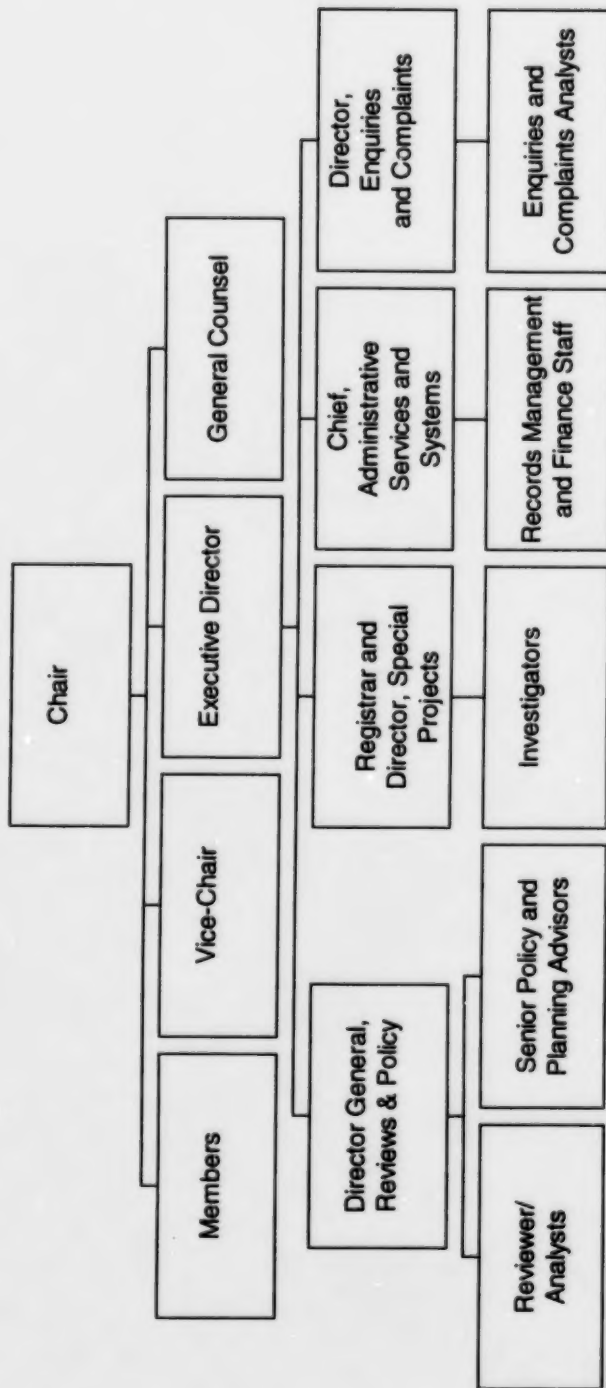 Chair
Members
Vice-Chair
Executive Director
General Counsel
Director General,
Reviews & Policy
Registrar and
Director, Special
Projects
Chief,
Administrative
Services and
Systems
Director,
Enquiries
and Complaints
Reviewer/
Analysts
Senior Policy and
Planning Advisors
Investigators
Records Management
and Finance Staff
Enquiries and
Complaints Analysts